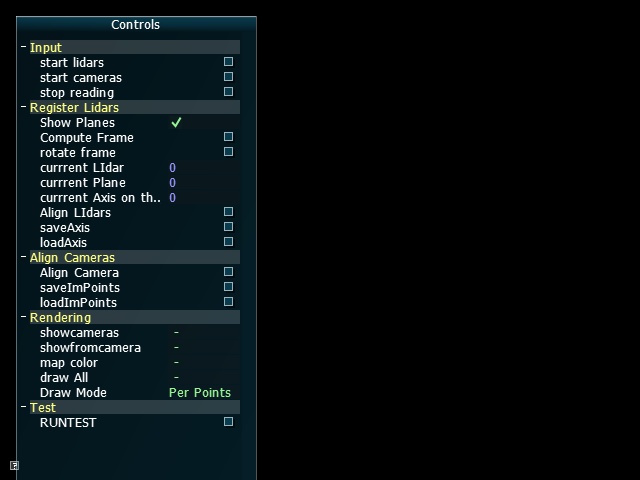 Controls
Input
start lidars
start cameras
stop reading
Register Lidars
Show Planes
Compute Frame
rotate frame
currrent LIdar 0
currrent Plane 0
currrent Axis on th.. 0
Align LIdars
saveAxis
loadAxis
Align Cameras
Align Camera
saveImPoints
loadImPoints
Rendering
showcameras -
showfromcamera -
map color -
draw All -
Draw Mode Per Points
Test
RUNTEST
?